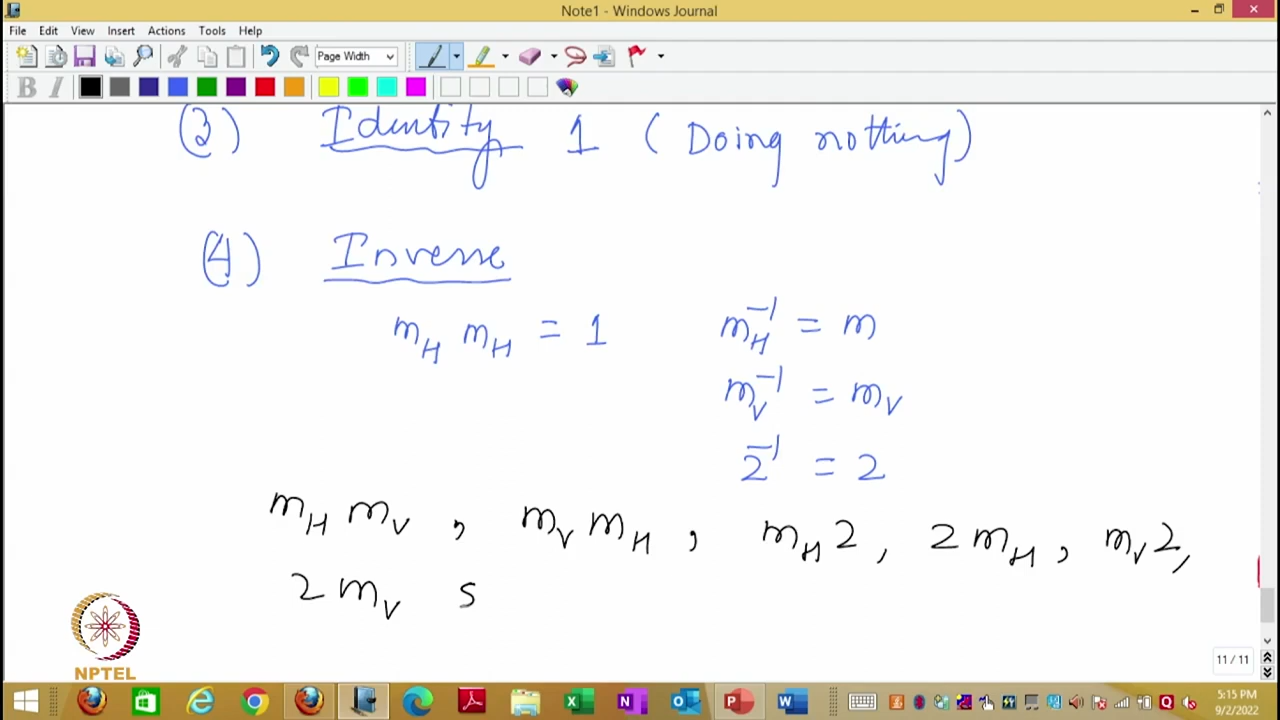 Note1 - Windows Journal
File Edit View Insert Actions Tools Help
Page Width
B I
(3) Identity 1 (Doing nothing)
(4) Inverse
m_H m_H = 1 m_H^-1 = m
m_V^-1 = m_V
2^-1 = 2
m_H m_V , m_V m_H , m_H 2 , 2 m_H , m_V 2,
2 m_V s
NPTEL
11 / 11
5:15 PM
9/2/2022